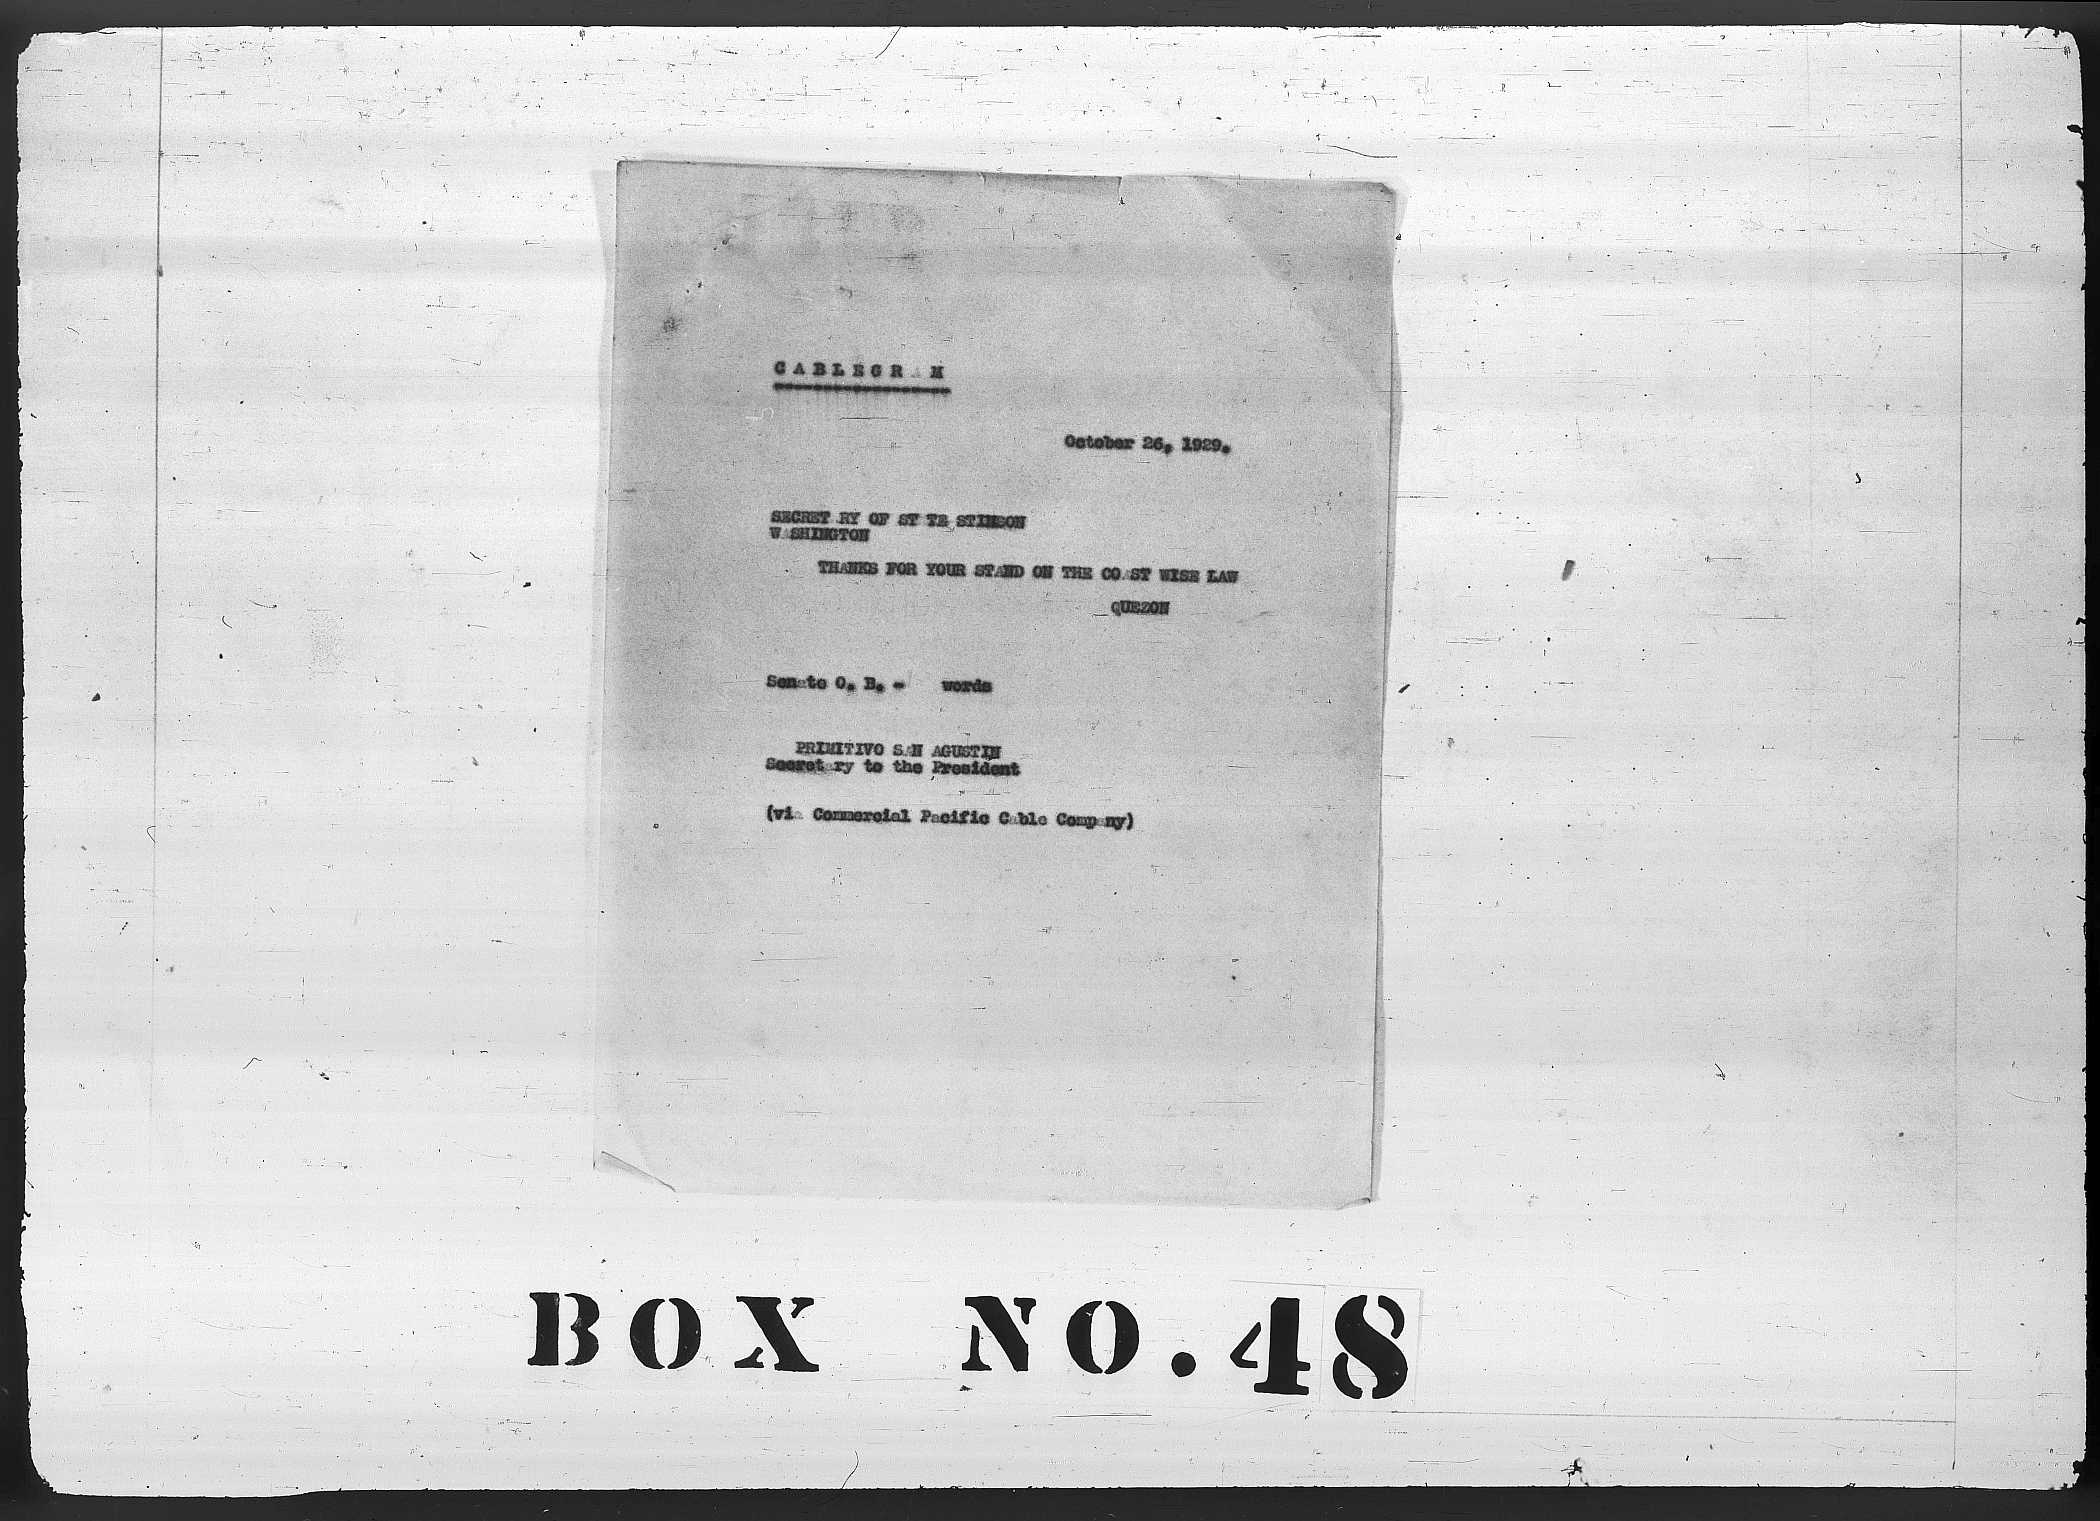 CABLEGRAM
October 26, 1929.
SECRETARY OF STATE STIMSON
WASHINGTON
THANKS FOR YOUR STAND ON THE COAST WISE LAW
QUEZON
Senate O. B. - words
PRIMITIVO SAN AGUSTIN
Secretary to the President
(via Commercial Pacific Cable Company)
BOX NO. 48